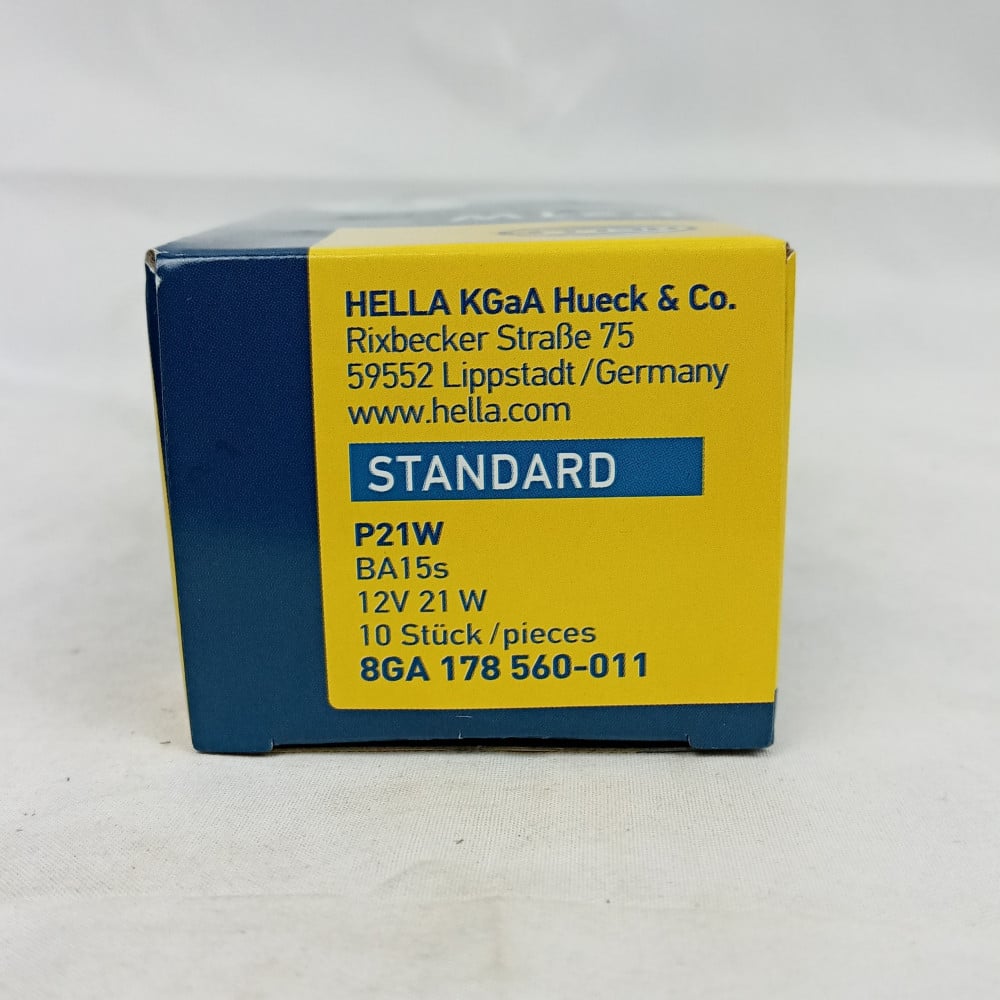 HELLA KGaA Hueck & Co.
Rixbecker Straße 75
59552 Lippstadt/Germany
www.hella.com
STANDARD
P21W
BA15s
12V 21 W
10 Stück/pieces
8GA 178 560-011